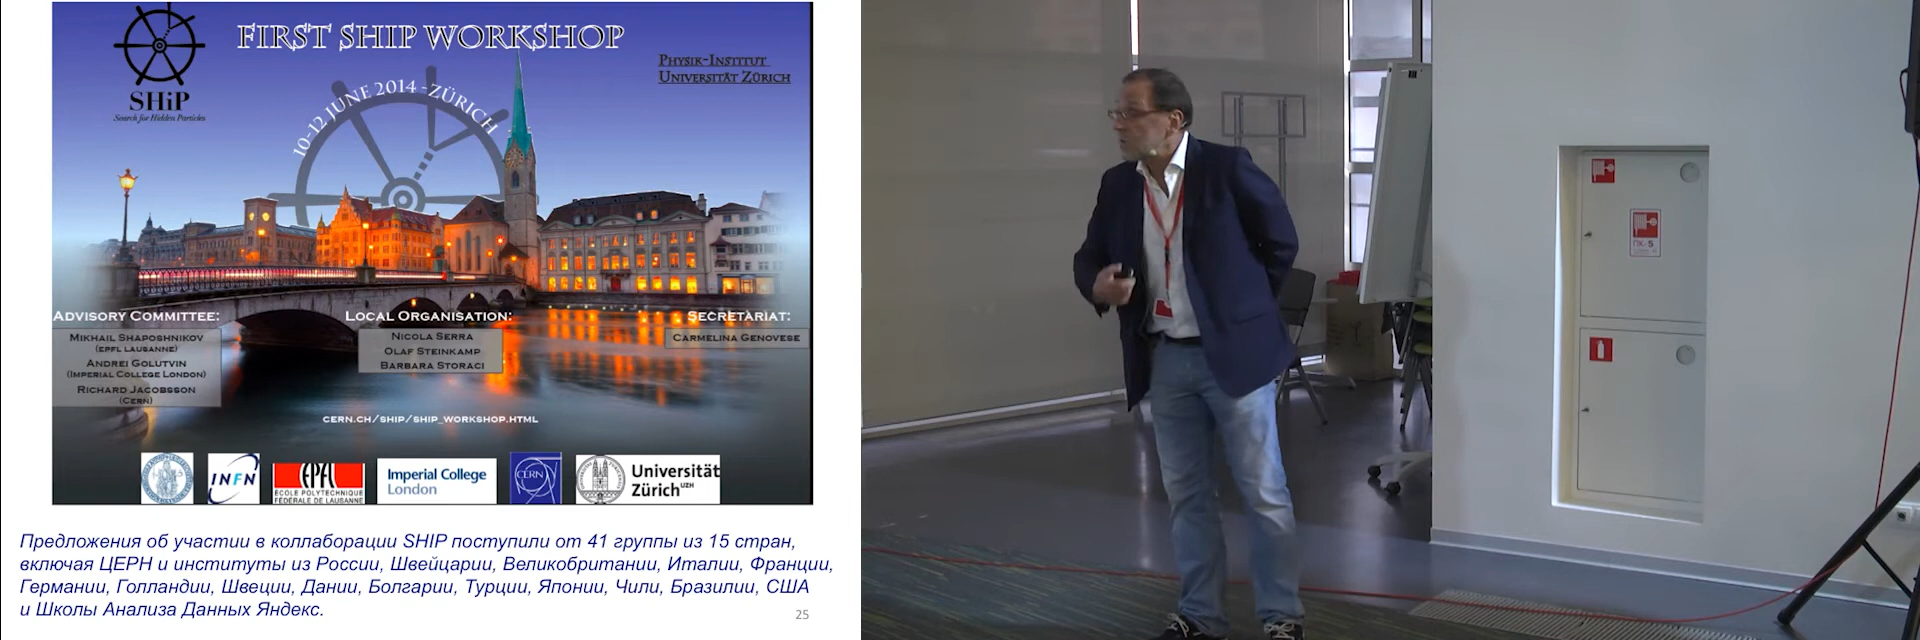 FIRST SHIP WORKSHOP
PHYSIK-INSTITUT
UNIVERSITÄT ZÜRICH
SHiP
Search for Hidden Particles
10-12 JUNE 2014 - ZÜRICH
ADVISORY COMMITTEE:
MIKHAIL SHAPOSHNIKOV
(EPFL LAUSANNE)
ANDREI GOLUTVIN
(IMPERIAL COLLEGE LONDON)
RICHARD JACOBSSON
(CERN)
LOCAL ORGANISATION:
NICOLA SERRA
OLAF STEINKAMP
BARBARA STORACI
SECRETARIAT:
CARMELINA GENOVESE
CERN.CH/SHIP/SHIP_WORKSHOP.HTML
INFN
EPFL
ÉCOLE POLYTECHNIQUE
FÉDÉRALE DE LAUSANNE
Imperial College
London
CERN
Universität
Zürich UZH
Предложения об участии в коллаборации SHIP поступили от 41 группы из 15 стран,
включая ЦЕРН и институты из России, Швейцарии, Великобритании, Италии, Франции,
Германии, Голландии, Швеции, Дании, Болгарии, Турции, Японии, Чили, Бразилии, США
и Школы Анализа Данных Яндекс.
25
ПК-5